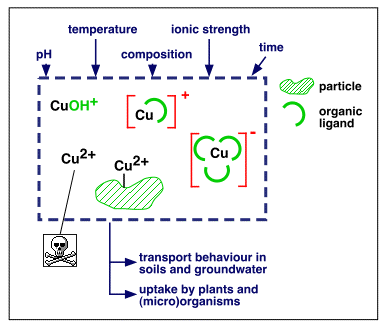 temperature
ionic strength
pH
composition
time
CuOH+
Cu
+
particle
organic
ligand
Cu
-
Cu2+
Cu2+
transport behaviour in
soils and groundwater
uptake by plants and
(micro)organisms